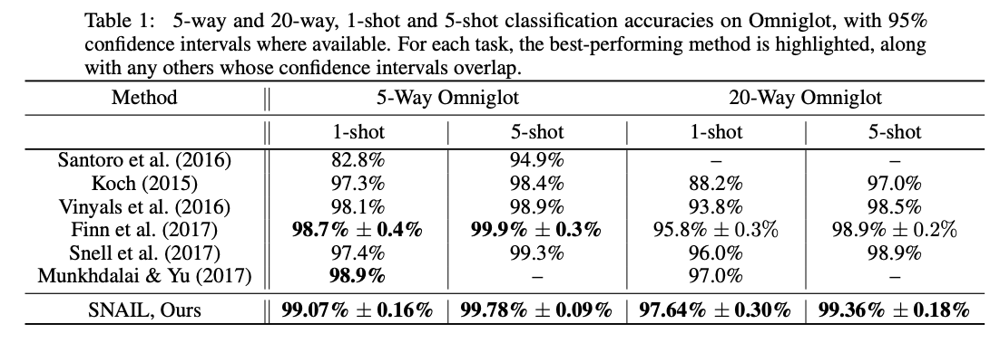 Table 1: 5-way and 20-way, 1-shot and 5-shot classification accuracies on Omniglot, with 95%
confidence intervals where available. For each task, the best-performing method is highlighted, along
with any others whose confidence intervals overlap.
Method 5-Way Omniglot 20-Way Omniglot
1-shot 5-shot 1-shot 5-shot
Santoro et al. (2016) 82.8% 94.9% – –
Koch (2015) 97.3% 98.4% 88.2% 97.0%
Vinyals et al. (2016) 98.1% 98.9% 93.8% 98.5%
Finn et al. (2017) 98.7% ± 0.4% 99.9% ± 0.3% 95.8% ± 0.3% 98.9% ± 0.2%
Snell et al. (2017) 97.4% 99.3% 96.0% 98.9%
Munkhdalai & Yu (2017) 98.9% – 97.0% –
SNAIL, Ours 99.07% ± 0.16% 99.78% ± 0.09% 97.64% ± 0.30% 99.36% ± 0.18%